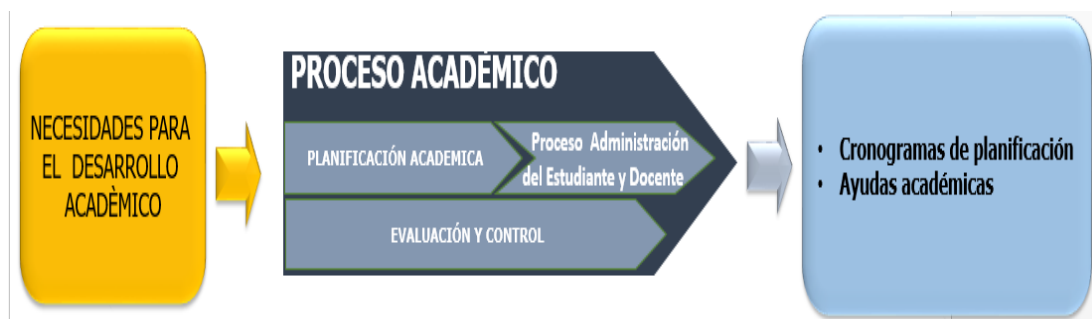 NECESIDADES PARA
EL DESARROLLO
ACADÈMICO
PROCESO ACADÉMICO
PLANIFICACIÓN ACADEMICA
Proceso Administración
del Estudiante y Docente
EVALUACIÓN Y CONTROL
• Cronogramas de planificación
• Ayudas académicas